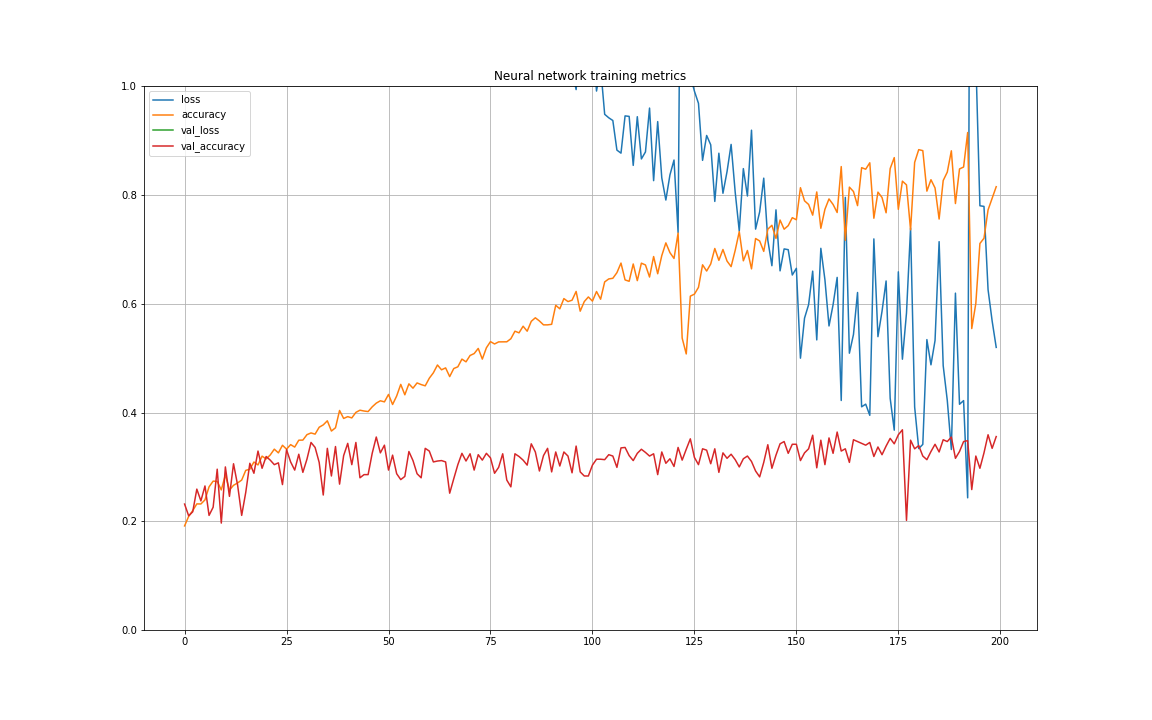 Neural network training metrics
loss
accuracy
val_loss
val_accuracy
1.0
0.8
0.6
0.4
0.2
0.0
0 25 50 75 100 125 150 175 200